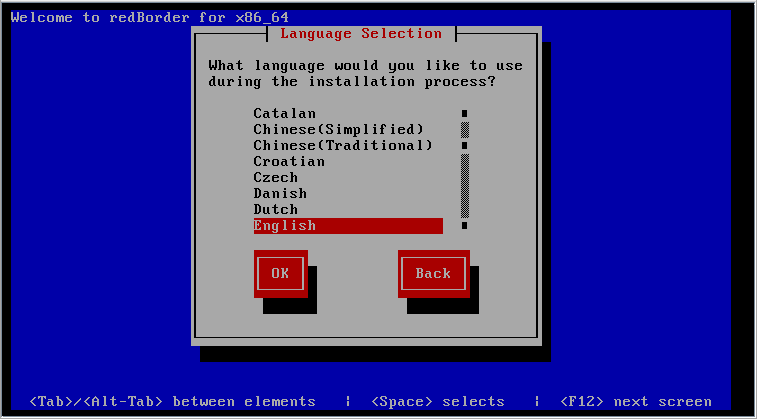 Welcome to redBorder for x86_64
Language Selection
What language would you like to use
during the installation process?
Catalan
Chinese(Simplified)
Chinese(Traditional)
Croatian
Czech
Danish
Dutch
English
OK Back
<Tab>/<Alt-Tab> between elements | <Space> selects | <F12> next screen